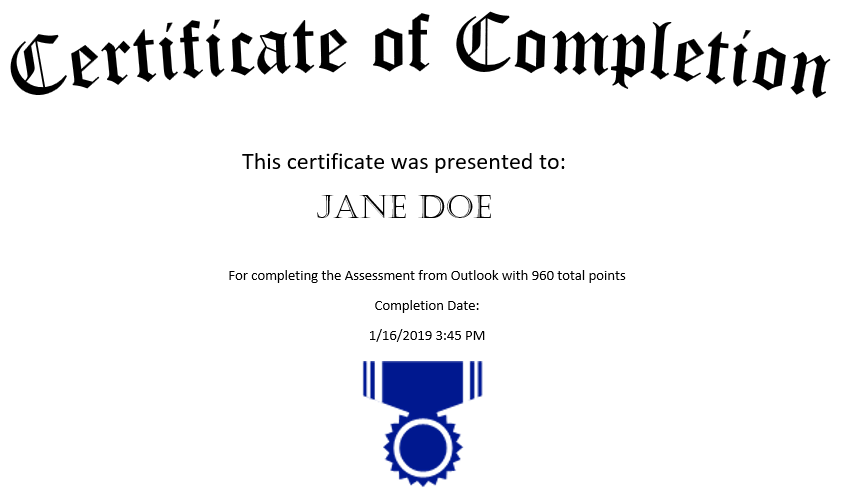 Certificate of Completion
This certificate was presented to:
JANE DOE
For completing the Assessment from Outlook with 960 total points
Completion Date:
1/16/2019 3:45 PM